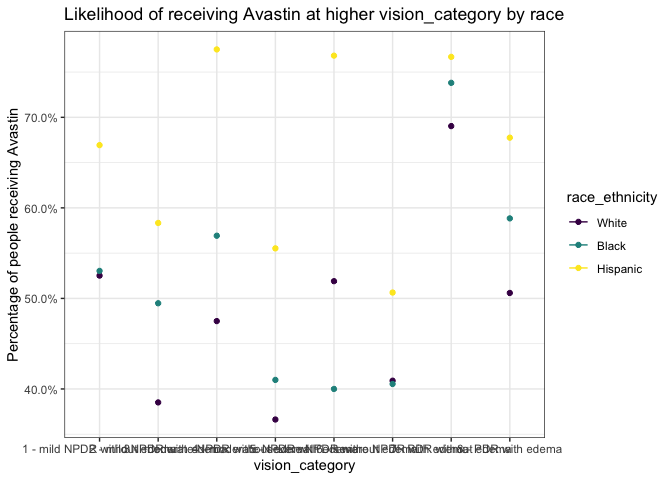 Likelihood of receiving Avastin at higher vision_category by race
Percentage of people receiving Avastin
70.0%
60.0%
50.0%
40.0%
1 - mild NPDR
with edema
vision_category
race_ethnicity
White
Black
Hispanic